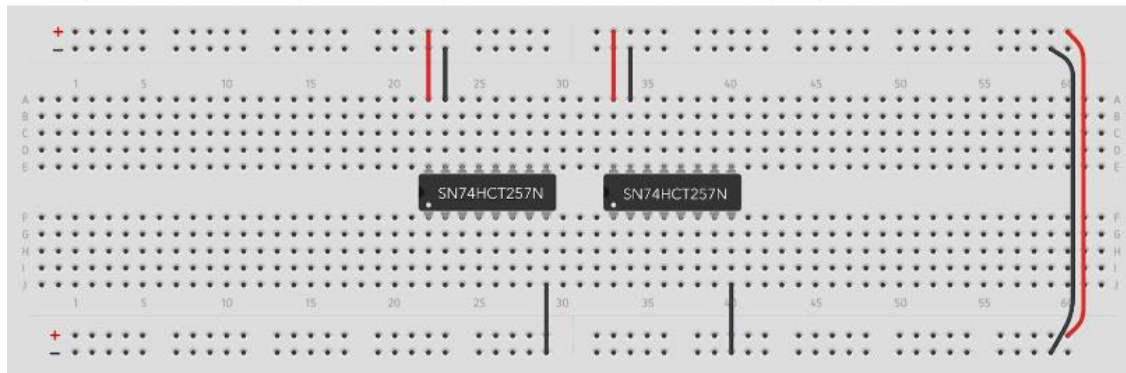 +
−
1 5 10 15 20 25 30 35 40 45 50 55 60
A A
B B
C C
D D
E E
SN74HCT257N SN74HCT257N
F F
G G
H H
I I
J J
1 5 10 15 20 25 30 35 40 45 50 55 60
+
−